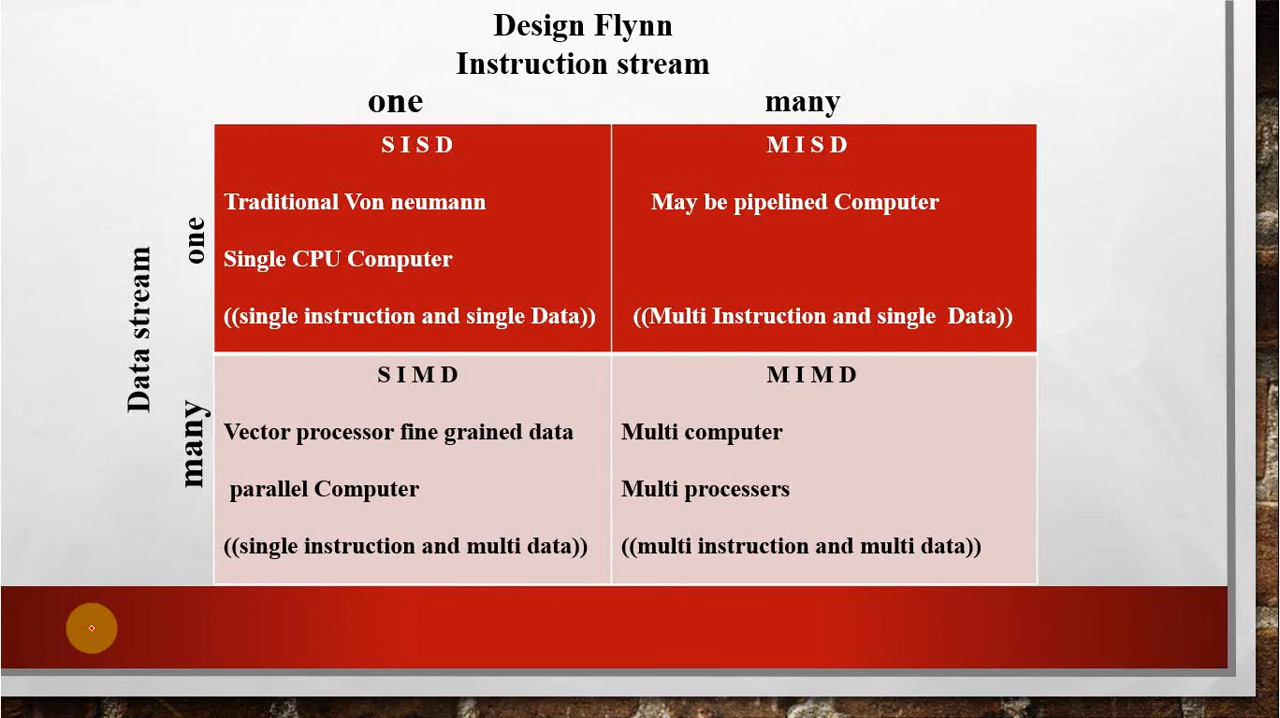 Design Flynn
Instruction stream
one
many
Data stream
one
S I S D
Traditional Von neumann
Single CPU Computer
((single instruction and single Data))
M I S D
May be pipelined Computer
((Multi Instruction and single  Data))
many
S I M D
Vector processor fine grained data
parallel Computer
((single instruction and multi data))
M I M D
Multi computer
Multi processers
((multi instruction and multi data))